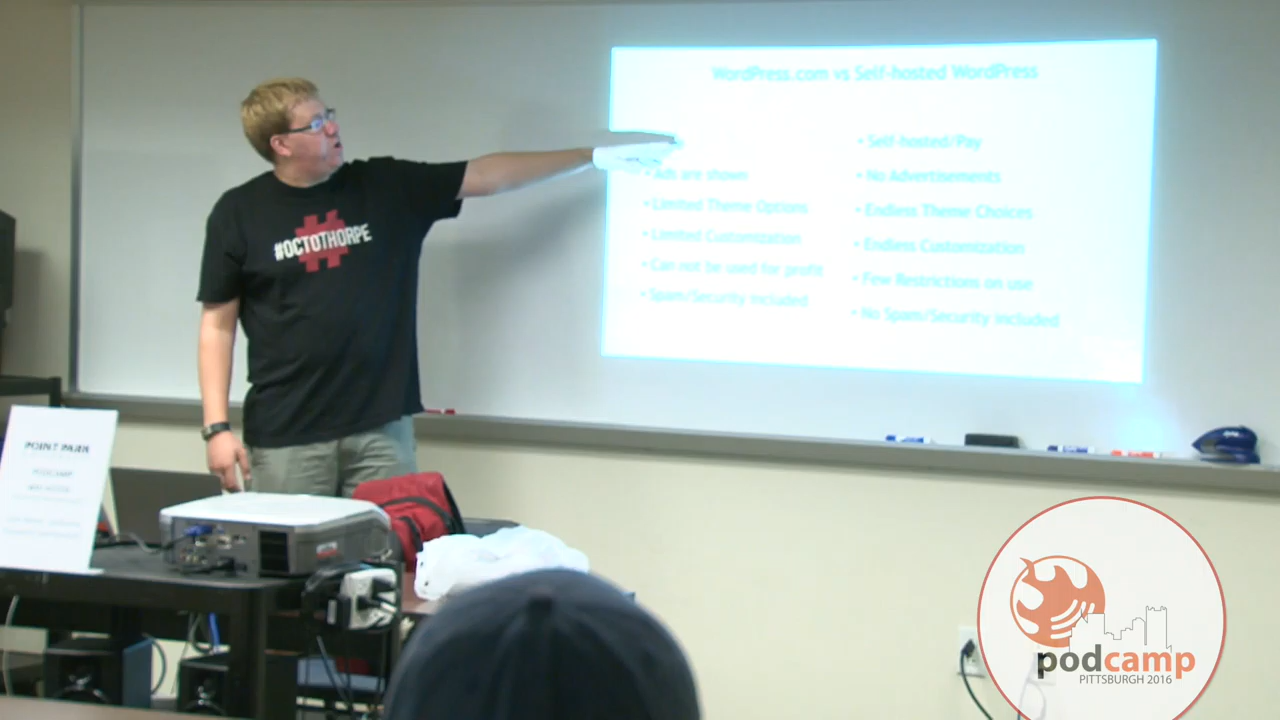 WordPress.com vs Self-hosted WordPress
• Self-hosted/Pay
• Ads are shown
• No Advertisements
• Limited Theme Options
• Endless Theme Choices
• Limited Customization
• Endless Customization
• Can not be used for profit
• Few Restrictions on use
• Spam/Security included
• No Spam/Security included
#OCTOTHORPE
POINT PARK
PODCAMP
podcamp
PITTSBURGH 2016